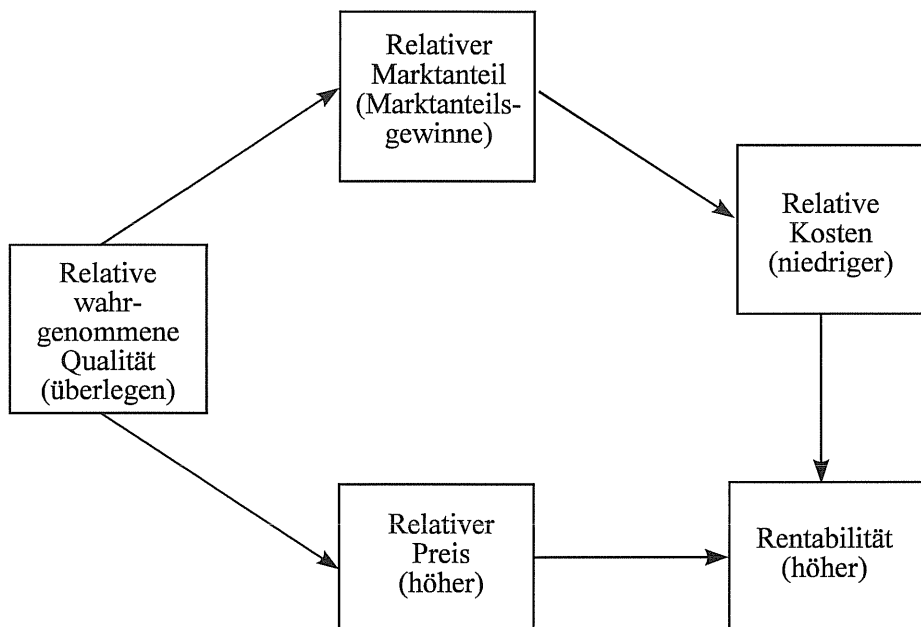 Relativer
Marktanteil
(Marktanteils-
gewinne)
Relative
Kosten
(niedriger)
Relative
wahr-
genommene
Qualität
(überlegen)
Relativer
Preis
(höher)
Rentabilität
(höher)